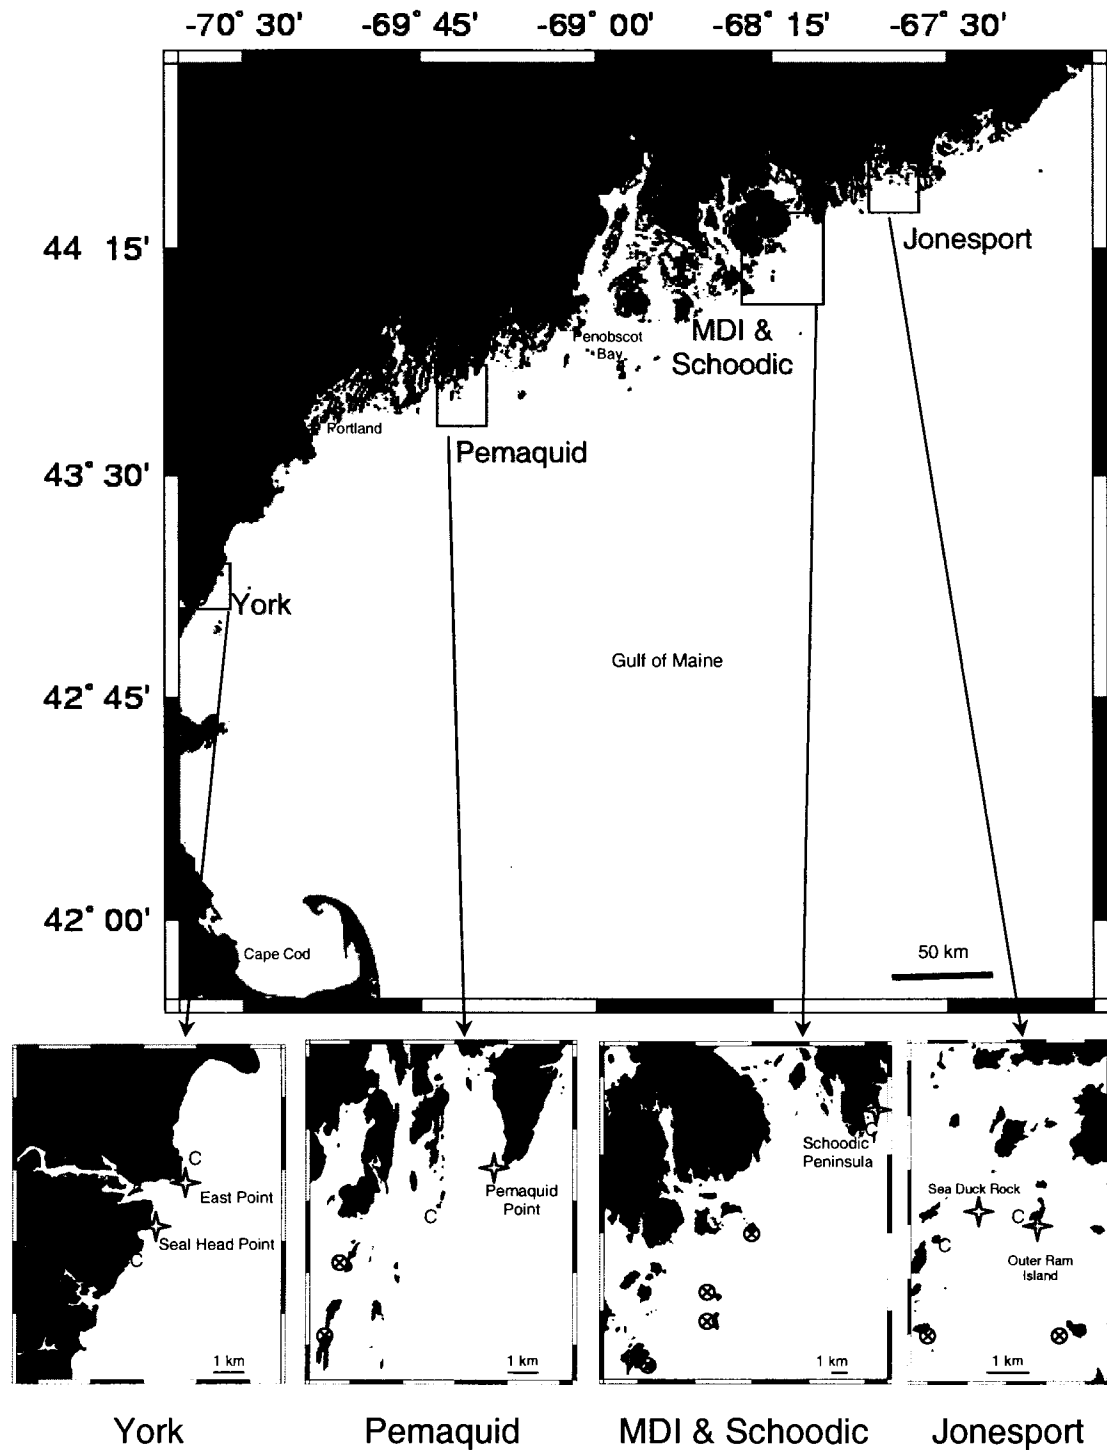 -70° 30' -69° 45' -69° 00' -68° 15' -67° 30'
44° 15'
Jonesport
MDI &
Schoodic
Penobscot
Bay
Portland
Pemaquid
43° 30'
York
Gulf of Maine
42° 45'
42° 00'
Cape Cod
50 km
C
East Point
Seal Head Point
C
1 km
C
Pemaquid
Point
1 km
C
Schoodic
Peninsula
C
1 km
Sea Duck Rock
C
C
Outer Ram
Island
1 km
York Pemaquid MDI & Schoodic Jonesport